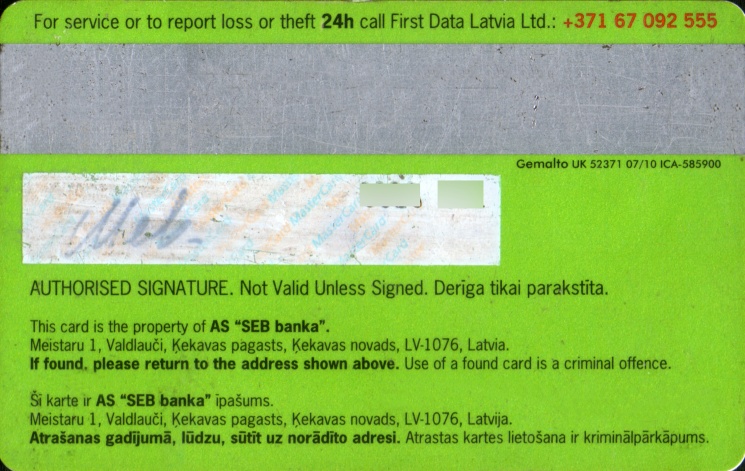 For service or to report loss or theft 24h call First Data Latvia Ltd.: +371 67 092 555
Gemalto UK 52371 07/10 ICA-585900
AUTHORISED SIGNATURE. Not Valid Unless Signed. Derīga tikai parakstīta.
This card is the property of AS "SEB banka".
Meistaru 1, Valdlauči, Ķekavas pagasts, Ķekavas novads, LV-1076, Latvia.
If found, please return to the address shown above. Use of a found card is a criminal offence.
Šī karte ir AS "SEB banka" īpašums.
Meistaru 1, Valdlauči, Ķekavas pagasts, Ķekavas novads, LV-1076, Latvija.
Atrašanas gadījumā, lūdzu, sūtīt uz norādīto adresi. Atrastas kartes lietošana ir kriminālpārkāpums.